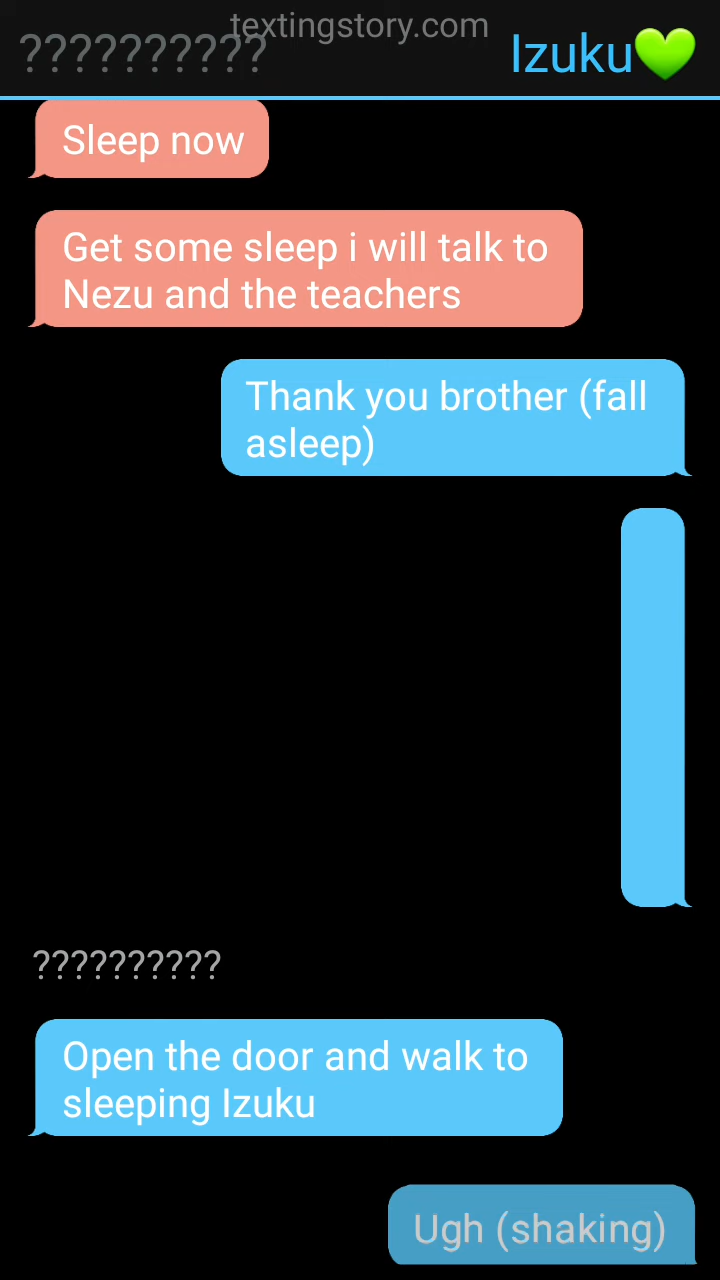 textingstory.com
??????????
Izuku💚
Sleep now
Get some sleep i will talk to
Nezu and the teachers
Thank you brother (fall
asleep)
??????????
Open the door and walk to
sleeping Izuku
Ugh (shaking)